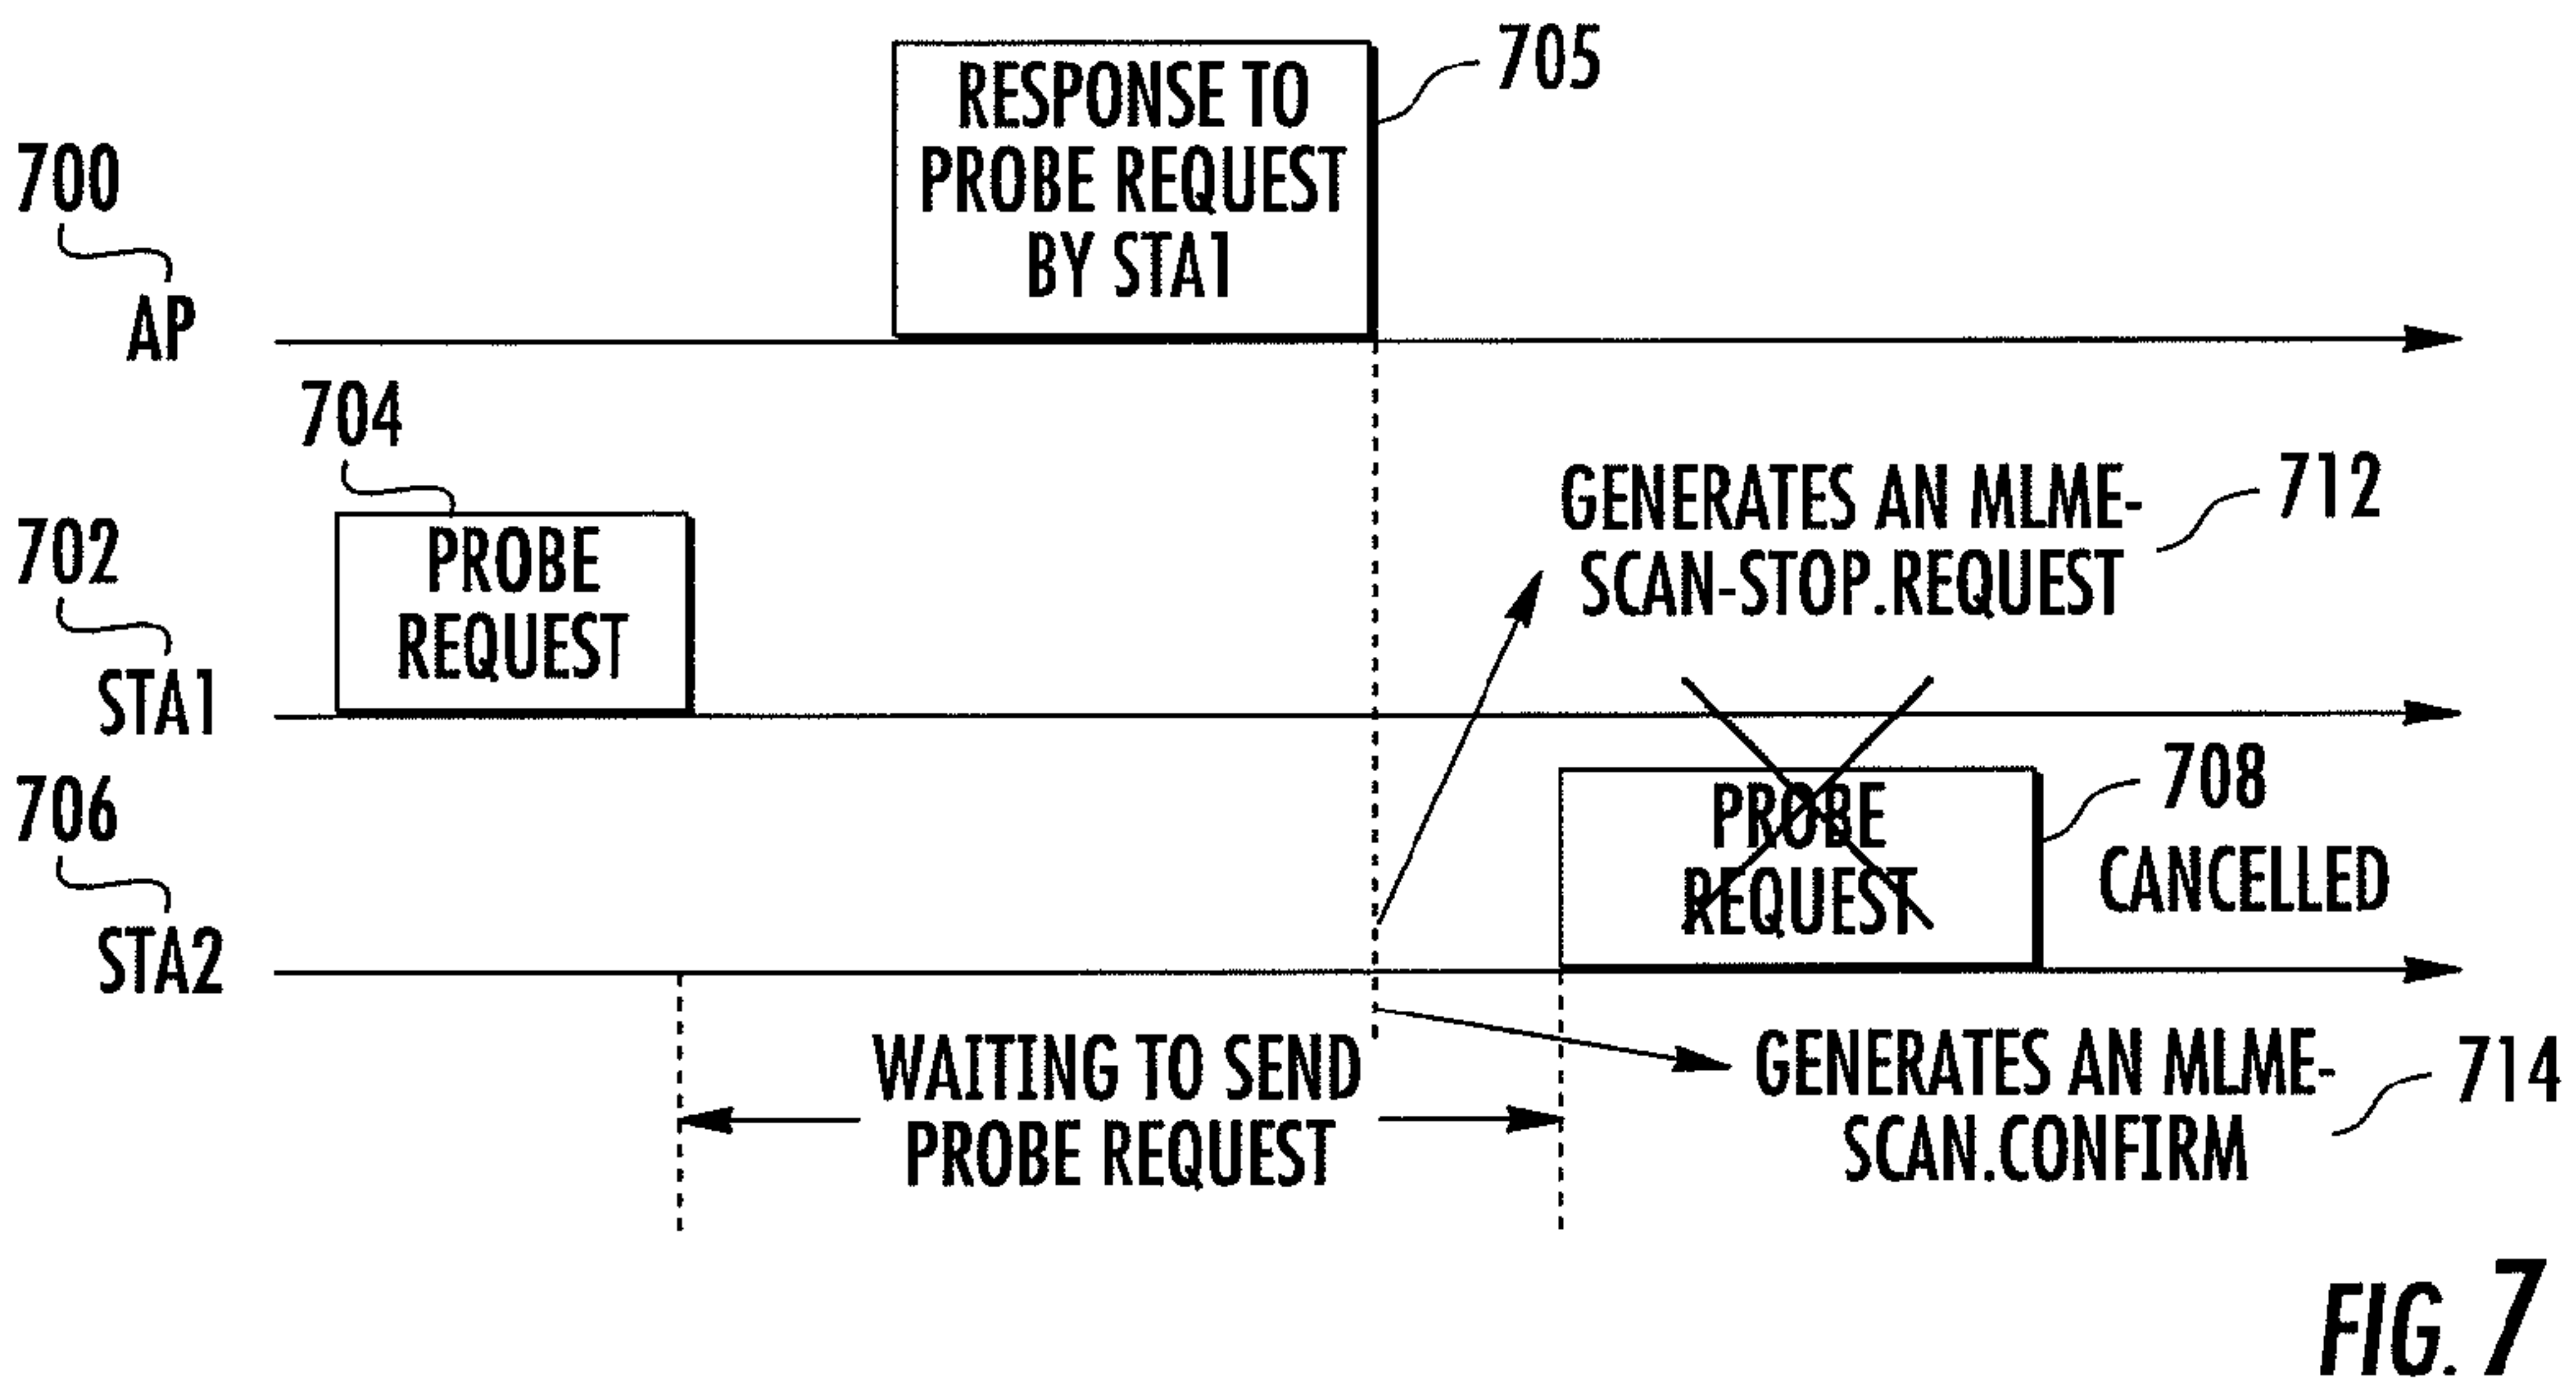 705
RESPONSE TO
PROBE REQUEST
BY STA1
700
AP
704
PROBE
REQUEST
702
STA1
GENERATES AN MLME-
SCAN-STOP.REQUEST
712
706
STA2
PROBE
REQUEST
708
CANCELLED
WAITING TO SEND
PROBE REQUEST
GENERATES AN MLME-
SCAN.CONFIRM
714
FIG. 7